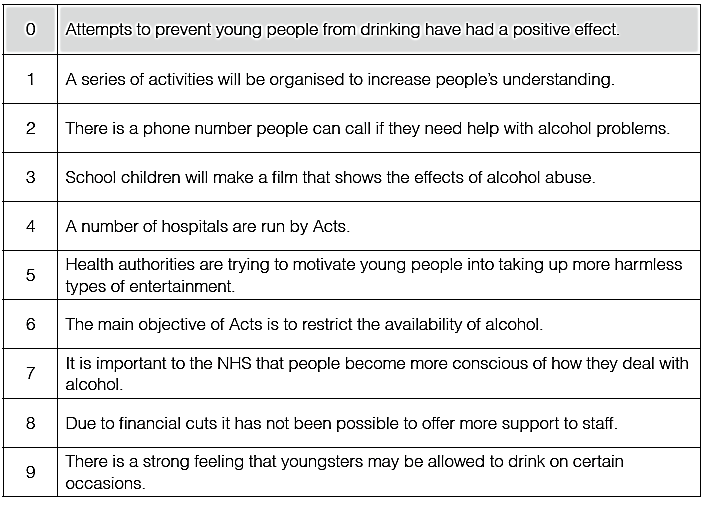 0 Attempts to prevent young people from drinking have had a positive effect.
1 A series of activities will be organised to increase people's understanding.
2 There is a phone number people can call if they need help with alcohol problems.
3 School children will make a film that shows the effects of alcohol abuse.
4 A number of hospitals are run by Acts.
5 Health authorities are trying to motivate young people into taking up more harmless
types of entertainment.
6 The main objective of Acts is to restrict the availability of alcohol.
7 It is important to the NHS that people become more conscious of how they deal with
alcohol.
8 Due to financial cuts it has not been possible to offer more support to staff.
9 There is a strong feeling that youngsters may be allowed to drink on certain
occasions.